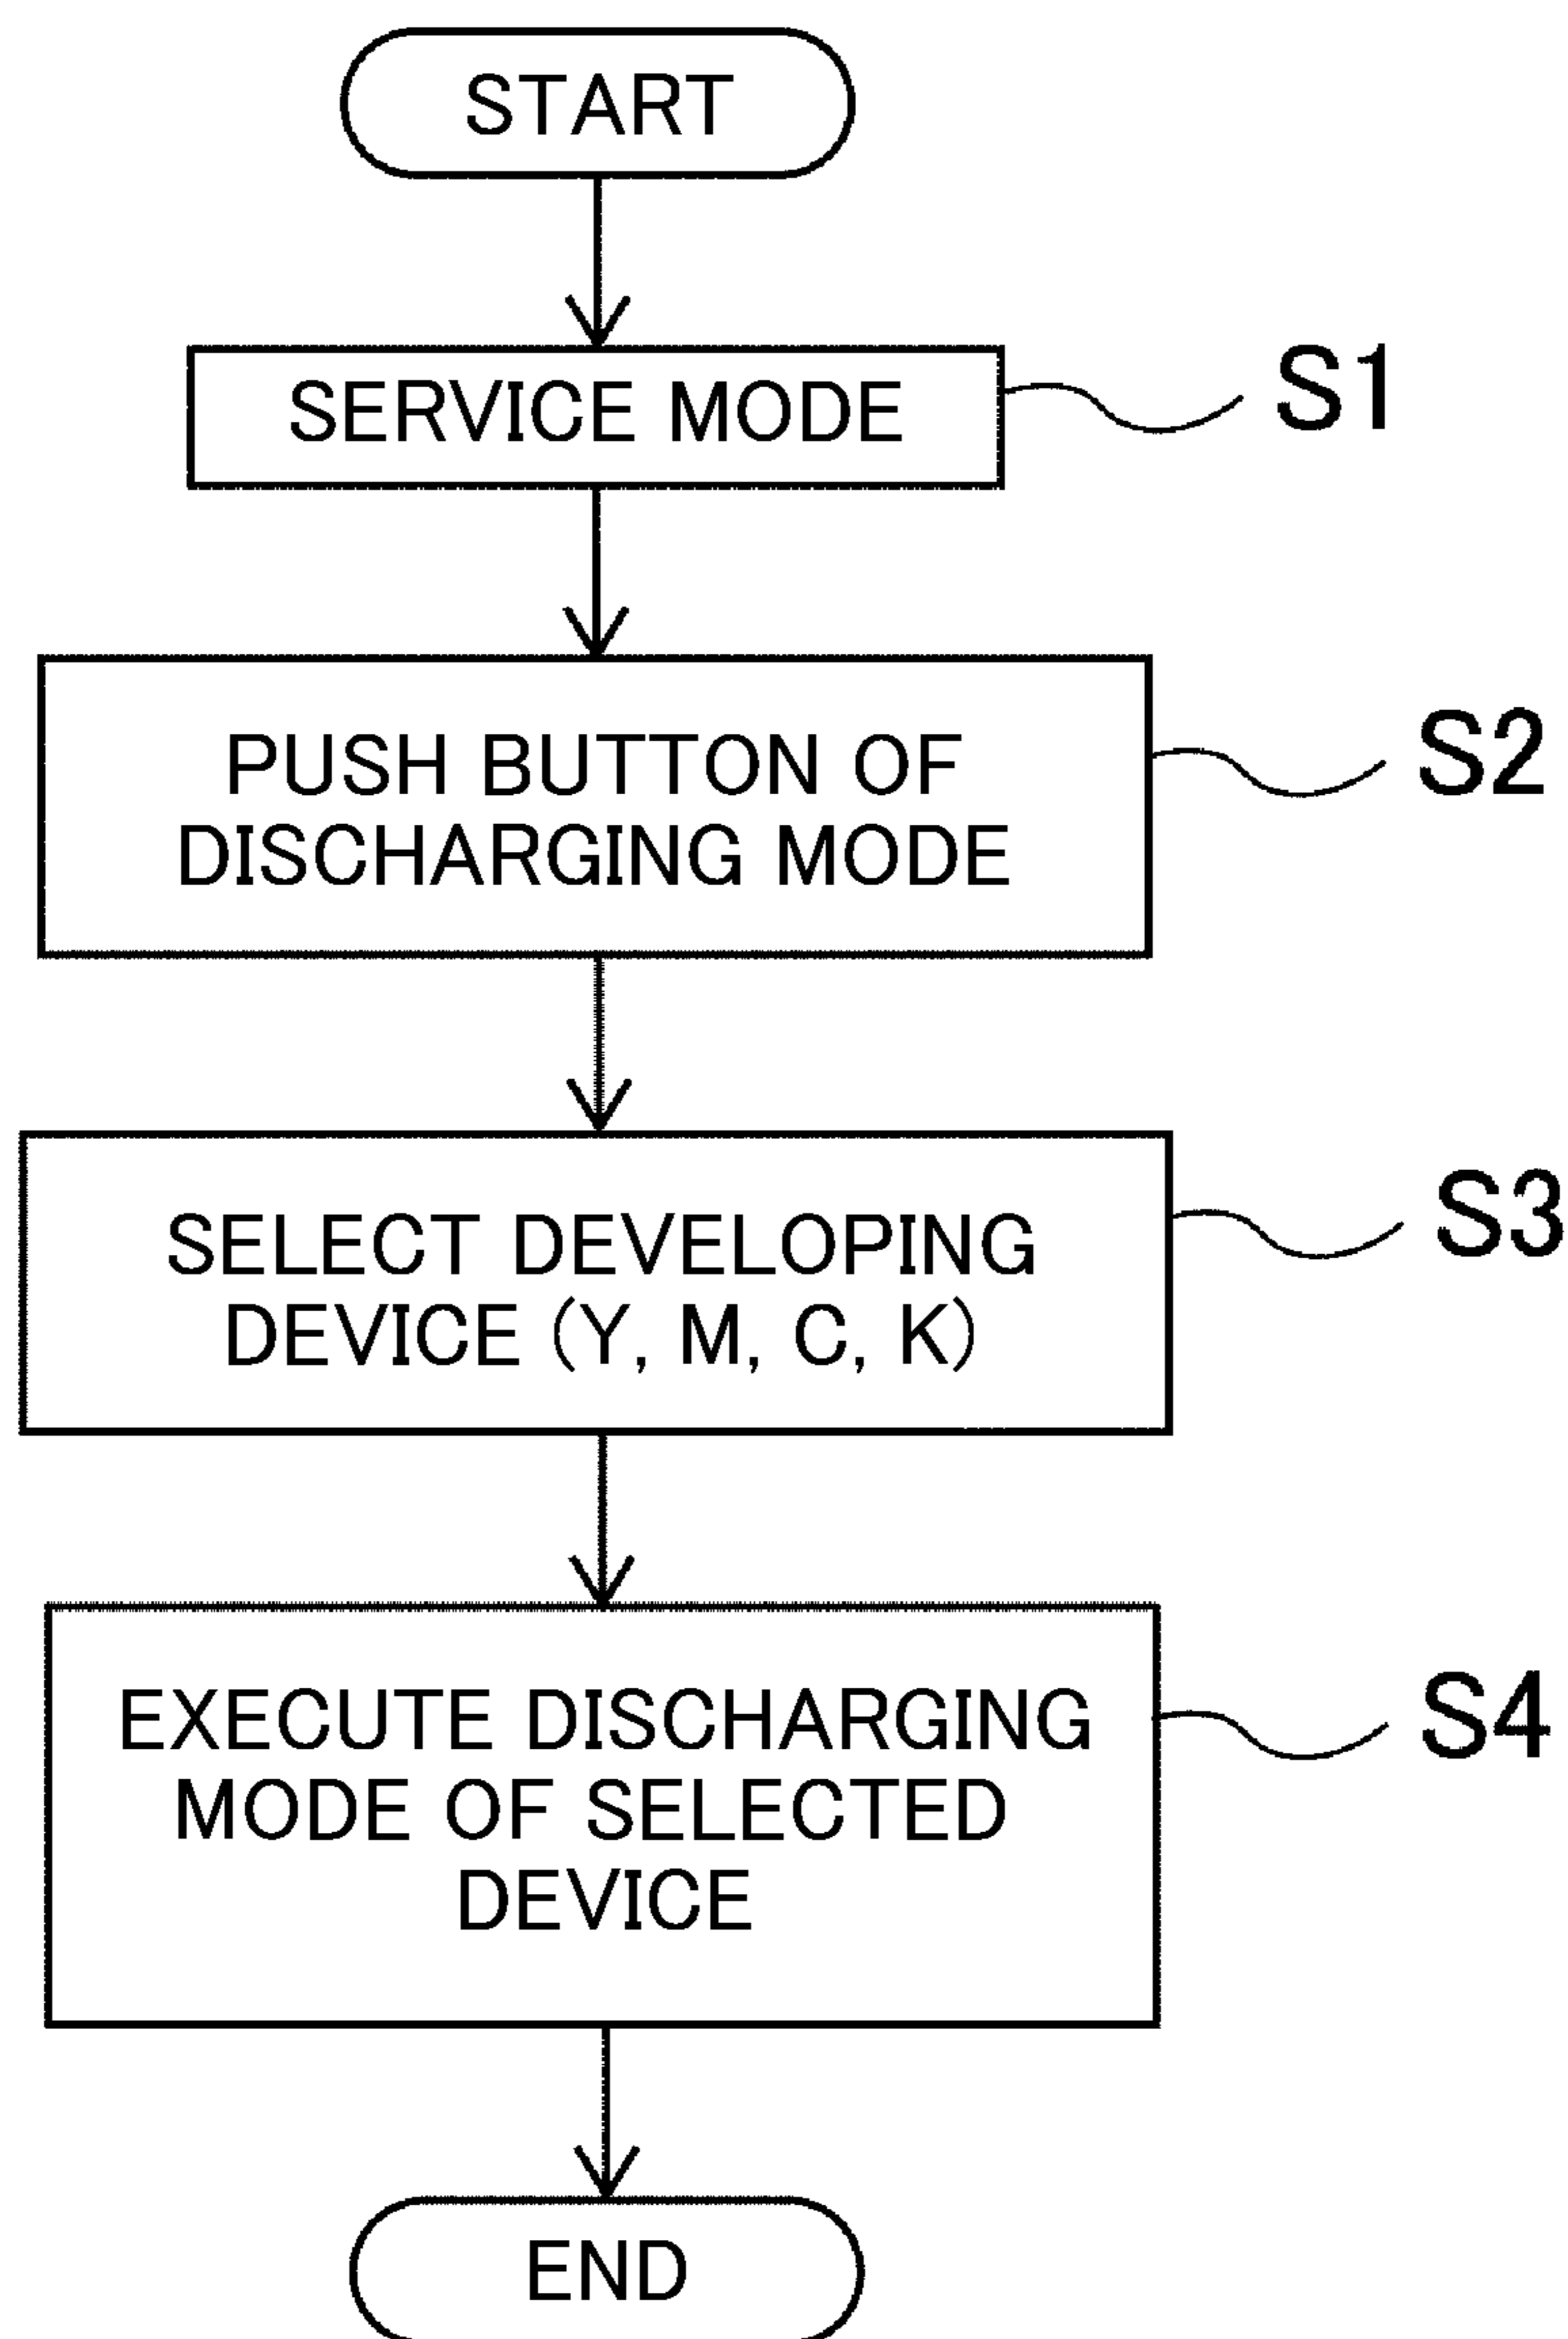 START
SERVICE MODE
S1
PUSH BUTTON OF
DISCHARGING MODE
S2
SELECT DEVELOPING
DEVICE (Y, M, C, K)
S3
EXECUTE DISCHARGING
MODE OF SELECTED
DEVICE
S4
END